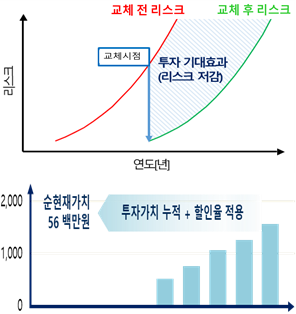 교체 전 리스크
교체 후 리스크
교체시점
투자 기대효과
(리스크 저감)
리스크
연도[년]
2,000
순현재가치
56 백만원
투자가치 누적 + 할인율 적용
1,000
0